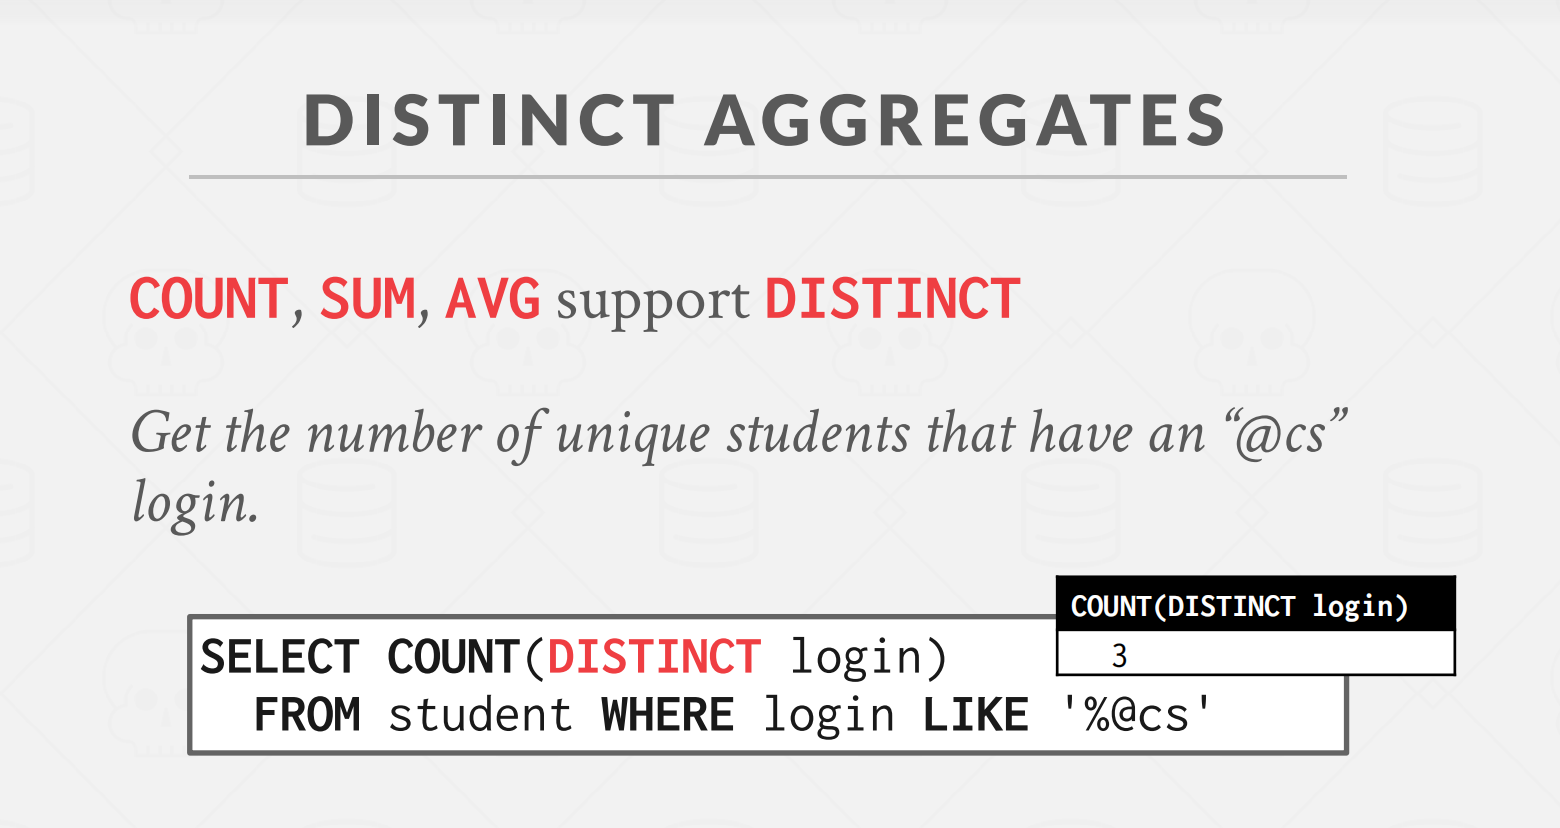 DISTINCT AGGREGATES
COUNT, SUM, AVG support DISTINCT
Get the number of unique students that have an “@cs”
login.
COUNT(DISTINCT login)
3
SELECT COUNT(DISTINCT login)
FROM student WHERE login LIKE '%@cs'